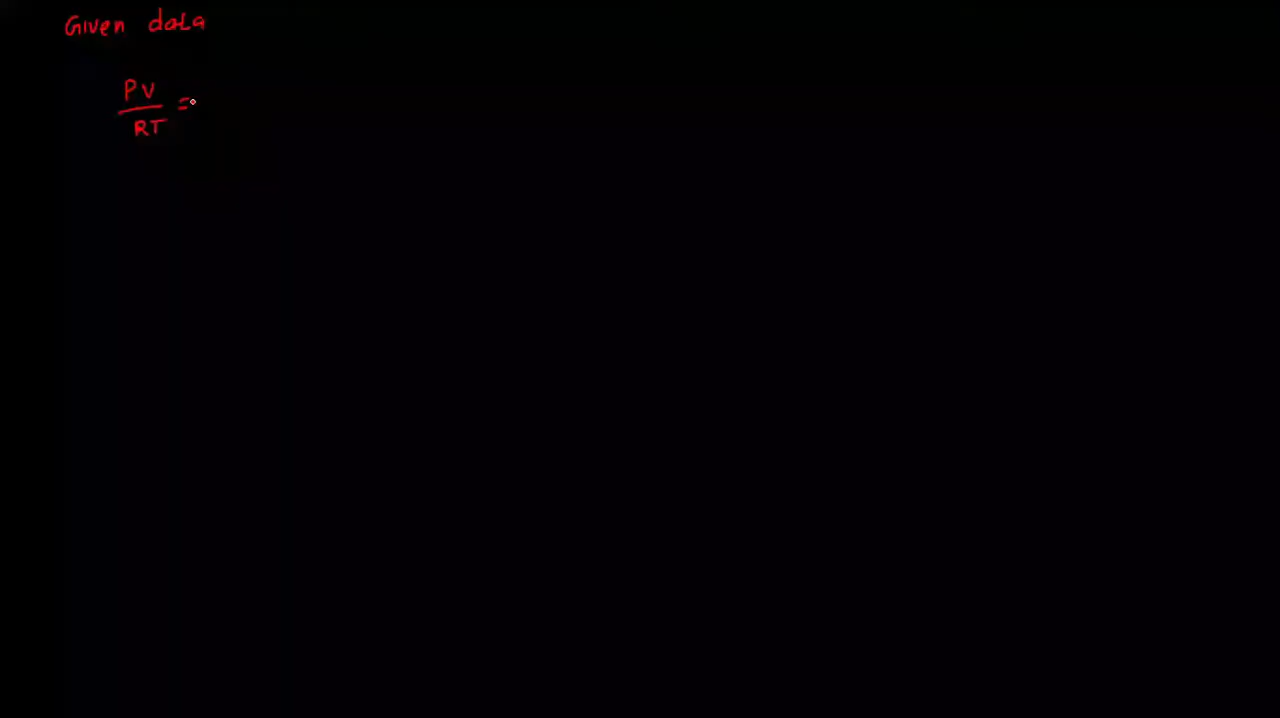 Given data
PV
RT =